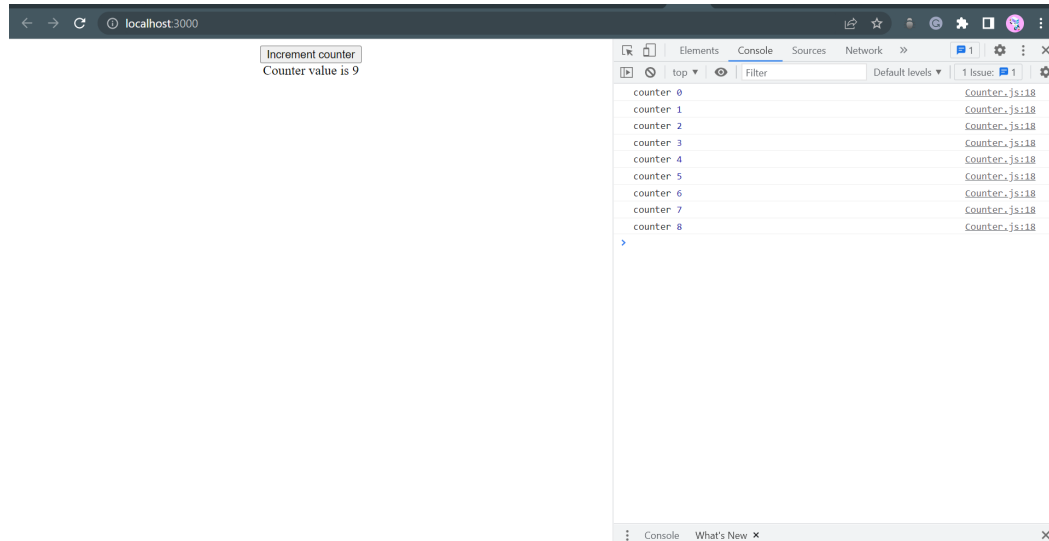 localhost:3000
Increment counter
Counter value is 9
Elements Console Sources Network » 1
top ▼ Filter Default levels ▼ 1 Issue: 1
counter 0 Counter.js:18
counter 1 Counter.js:18
counter 2 Counter.js:18
counter 3 Counter.js:18
counter 4 Counter.js:18
counter 5 Counter.js:18
counter 6 Counter.js:18
counter 7 Counter.js:18
counter 8 Counter.js:18
Console What's New ×